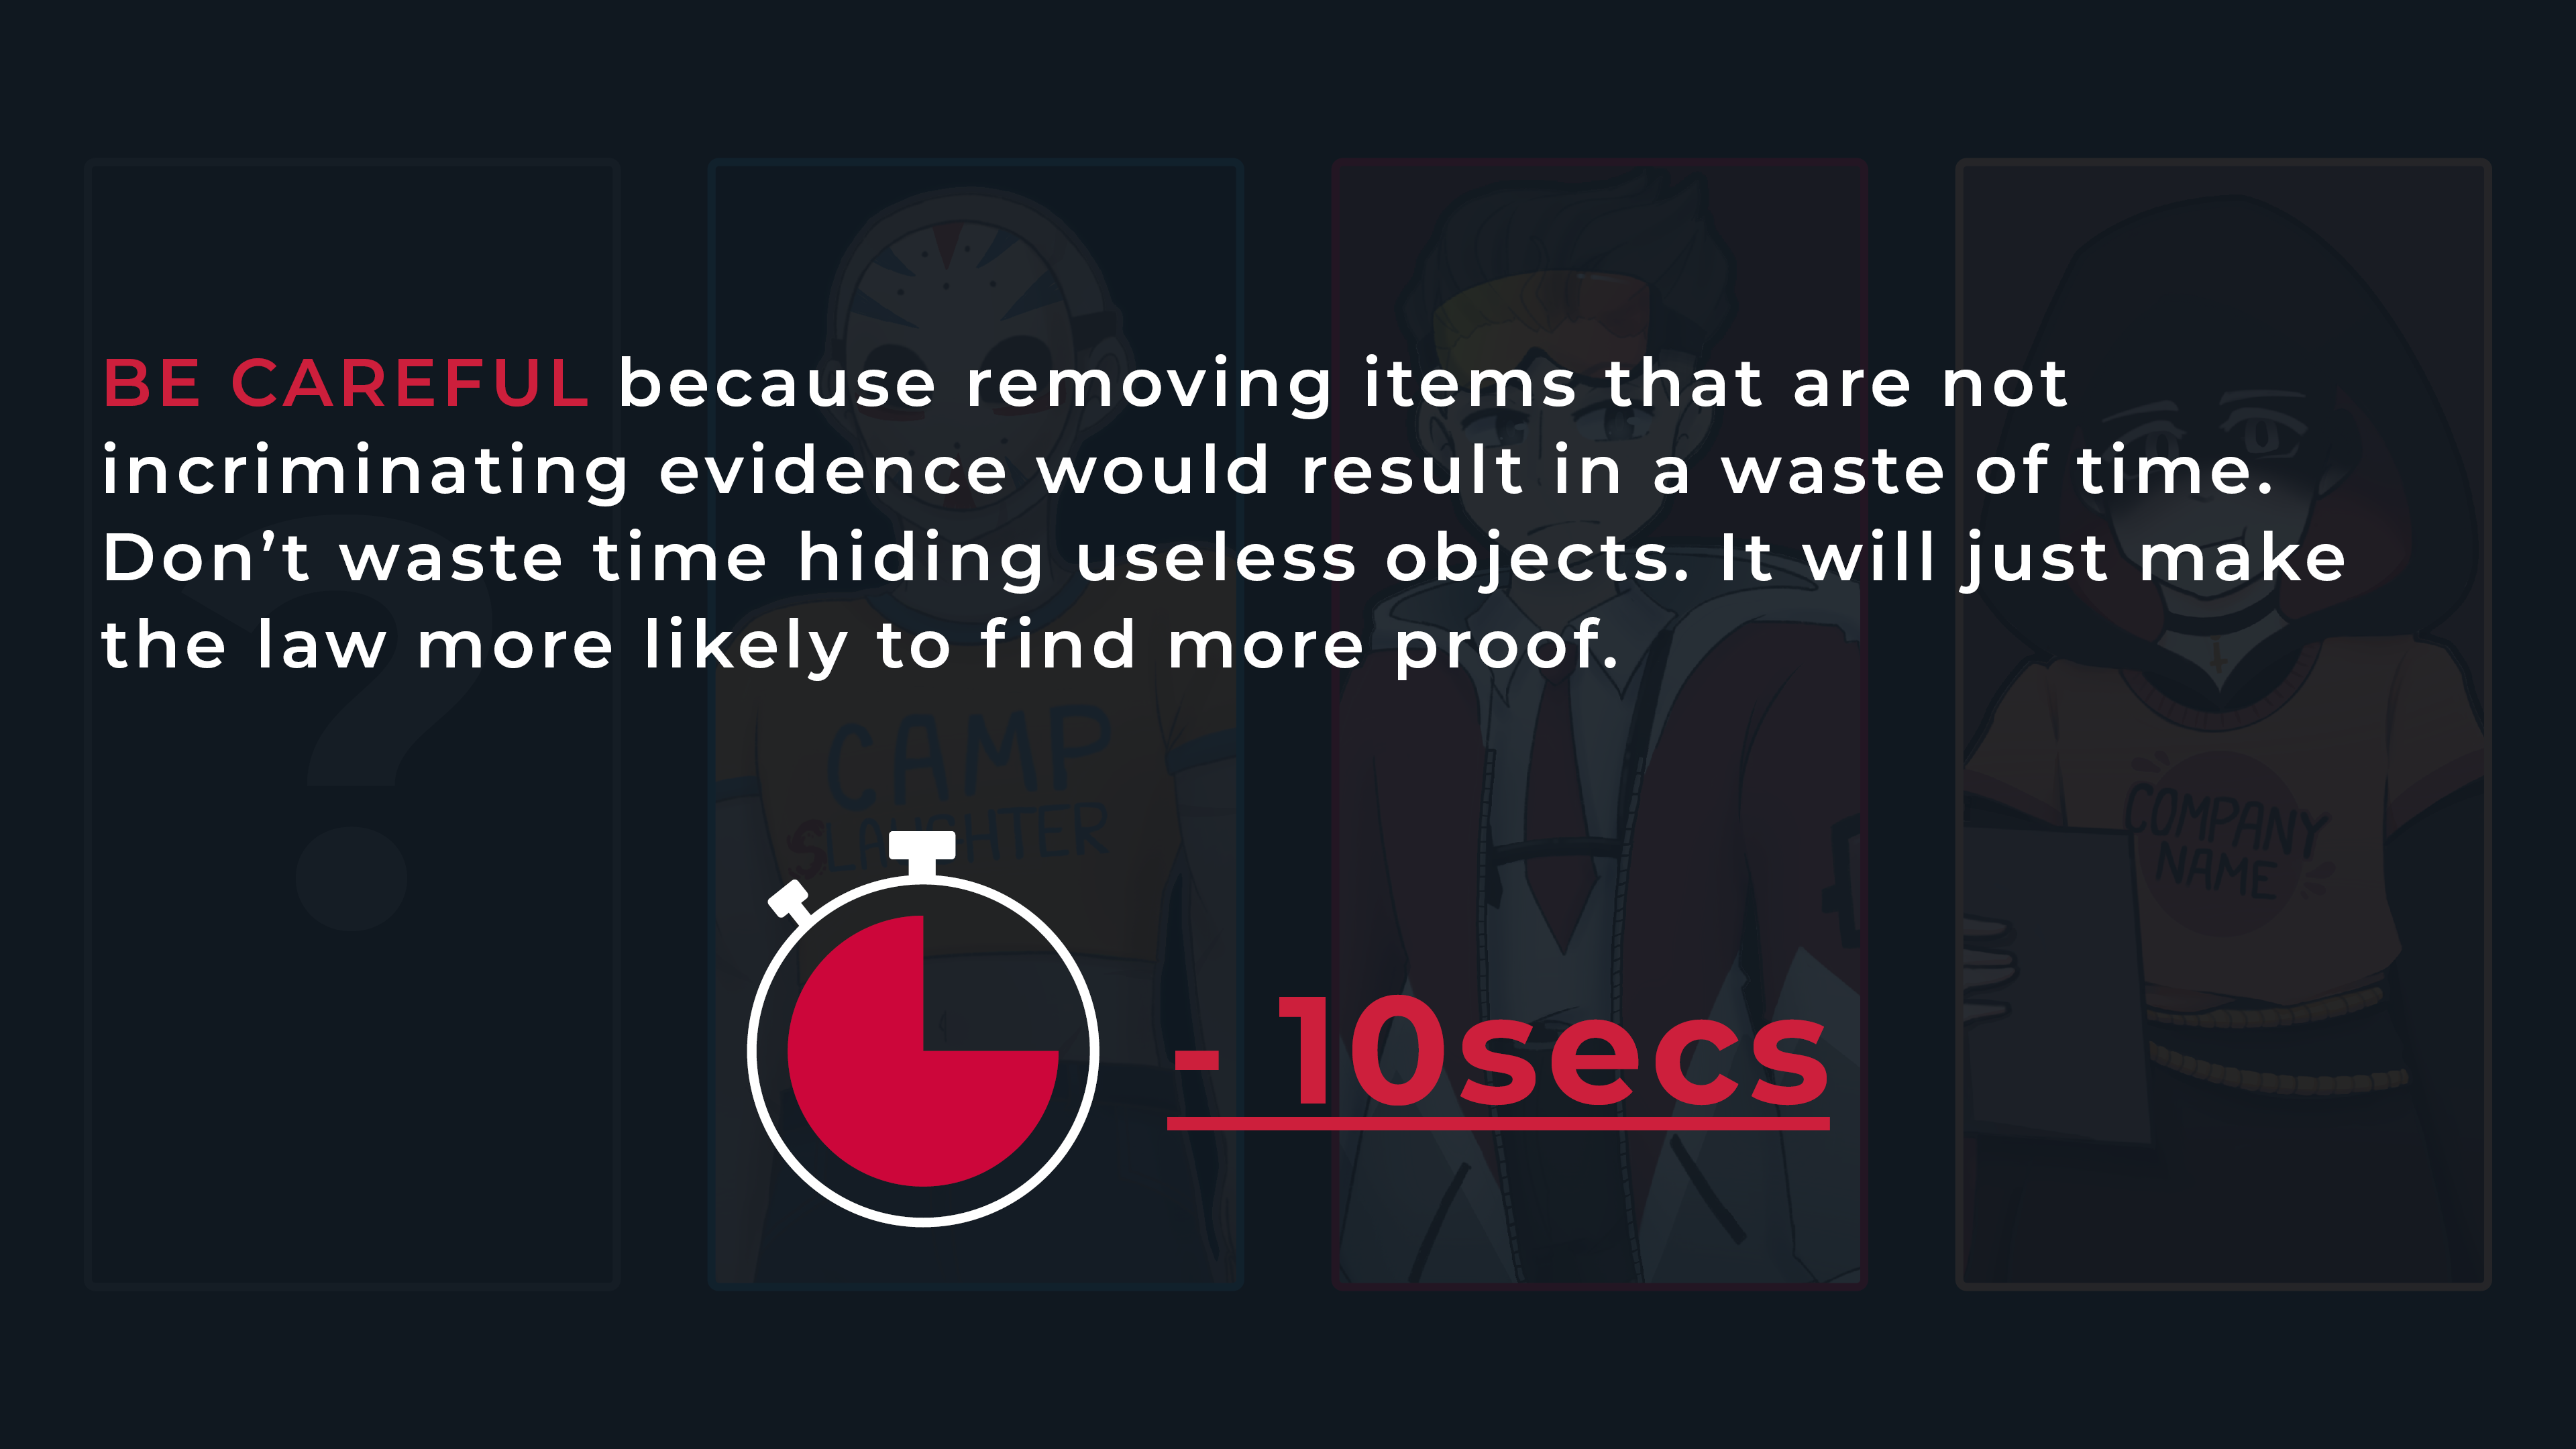 BE CAREFUL because removing items that are not
incriminating evidence would result in a waste of time.
Don’t waste time hiding useless objects. It will just make
the law more likely to find more proof.
?
CAMP
$LAUGHTER
COMPANY
NAME
- 10secs